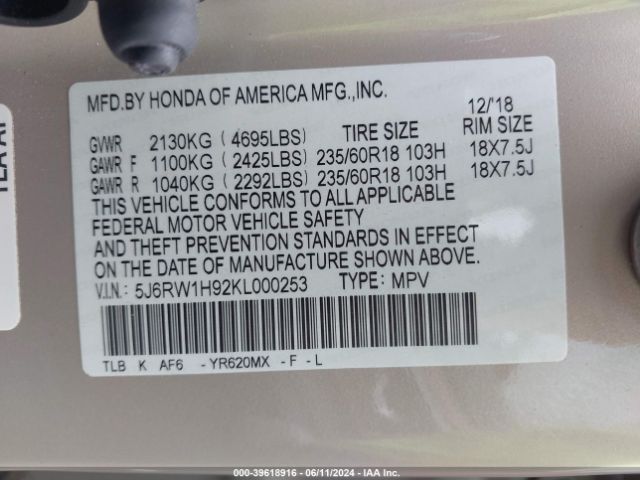 MFD.BY HONDA OF AMERICA MFG.,INC.
12/'18
GVWR 2130KG ( 4695LBS) TIRE SIZE RIM SIZE
GAWR F 1100KG ( 2425LBS) 235/60R18 103H 18X7.5J
GAWR R 1040KG ( 2292LBS) 235/60R18 103H 18X7.5J
THIS VEHICLE CONFORMS TO ALL APPLICABLE
FEDERAL MOTOR VEHICLE SAFETY
AND THEFT PREVENTION STANDARDS IN EFFECT
ON THE DATE OF MANUFACTURE SHOWN ABOVE.
V.I.N.: 5J6RW1H92KL000253 TYPE: MPV
TLB K AF6 -YR620MX -F -L
000-39618916 - 06/11/2024 - IAA Inc.